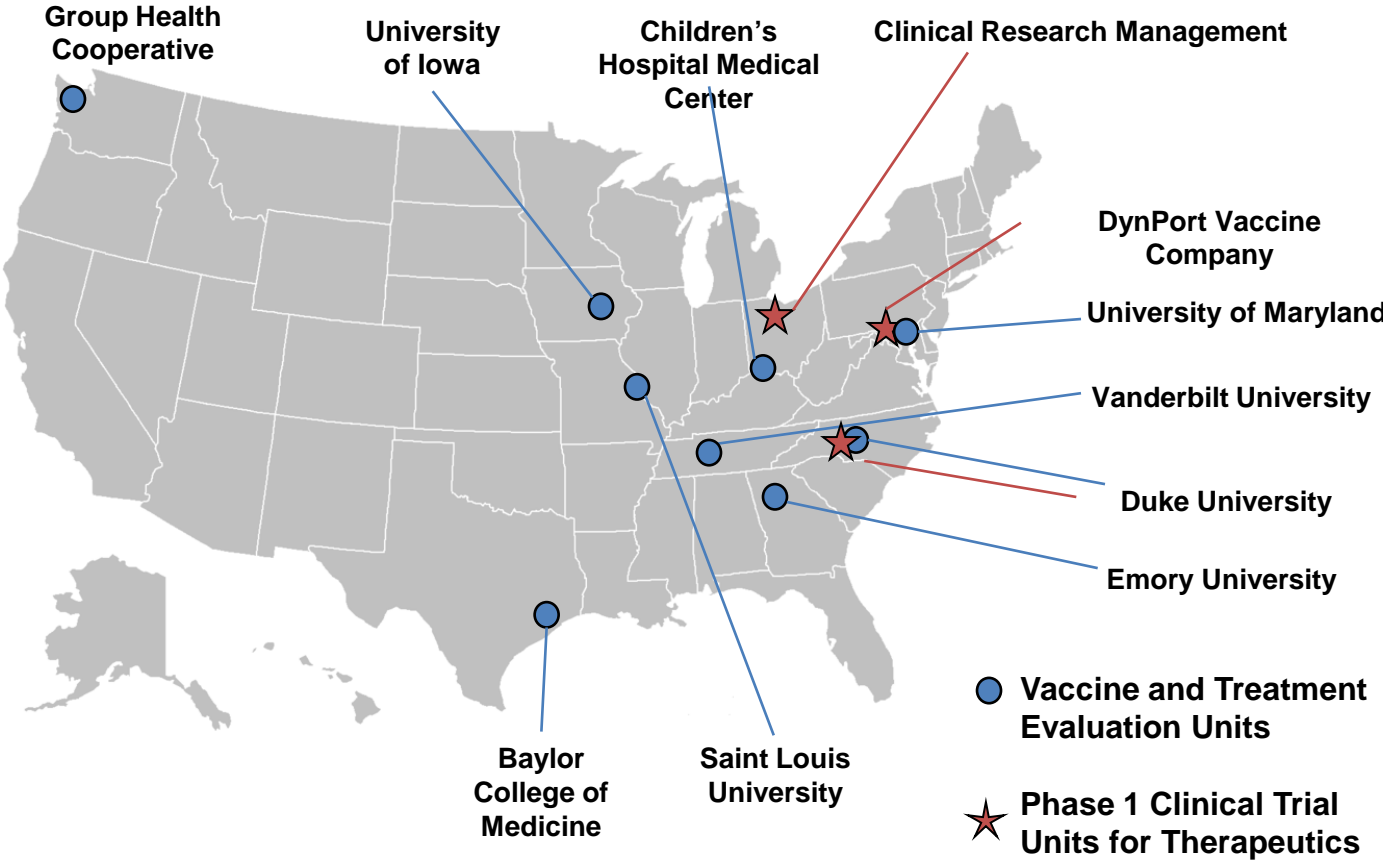 Group Health
Cooperative
University
of Iowa
Children's
Hospital Medical
Center
Clinical Research Management
DynPort Vaccine
Company
University of Maryland
Vanderbilt University
Duke University
Emory University
Baylor
College of
Medicine
Saint Louis
University
Vaccine and Treatment
Evaluation Units
Phase 1 Clinical Trial
Units for Therapeutics